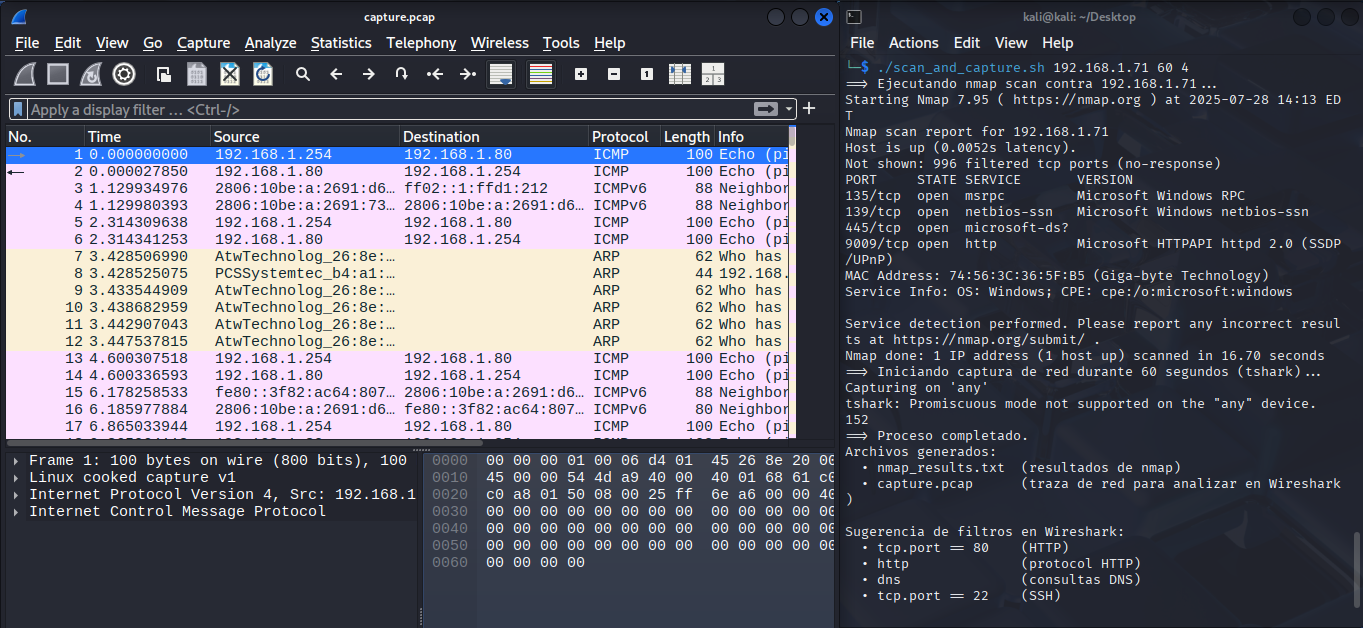 capture.pcap
File Edit View Go Capture Analyze Statistics Telephony Wireless Tools Help
Apply a display filter ... <Ctrl-/>
No. Time Source Destination Protocol Length Info
1 0.000000000 192.168.1.254 192.168.1.80 ICMP 100 Echo (pi
2 0.000027850 192.168.1.80 192.168.1.254 ICMP 100 Echo (pi
3 1.129934976 2806:10be:a:2691:d6… ff02::1:ffd1:212 ICMPv6 88 Neighbor
4 1.129980393 2806:10be:a:2691:73… 2806:10be:a:2691:d6… ICMPv6 88 Neighbor
5 2.314309638 192.168.1.254 192.168.1.80 ICMP 100 Echo (pi
6 2.314341253 192.168.1.80 192.168.1.254 ICMP 100 Echo (pi
7 3.428506990 AtwTechnolog_26:8e:… ARP 62 Who has
8 3.428525075 PCSSystemtec_b4:a1:… ARP 44 192.168.
9 3.433544909 AtwTechnolog_26:8e:… ARP 62 Who has
10 3.438682959 AtwTechnolog_26:8e:… ARP 62 Who has
11 3.442907043 AtwTechnolog_26:8e:… ARP 62 Who has
12 3.447537815 AtwTechnolog_26:8e:… ARP 62 Who has
13 4.600307518 192.168.1.254 192.168.1.80 ICMP 100 Echo (pi
14 4.600336593 192.168.1.80 192.168.1.254 ICMP 100 Echo (pi
15 6.178258533 fe80::3f82:ac64:807… 2806:10be:a:2691:d6… ICMPv6 88 Neighbor
16 6.185977884 2806:10be:a:2691:d6… fe80::3f82:ac64:807… ICMPv6 80 Neighbor
17 6.865033944 192.168.1.254 192.168.1.80 ICMP 100 Echo (pi
Frame 1: 100 bytes on wire (800 bits), 100
Linux cooked capture v1
Internet Protocol Version 4, Src: 192.168.1
Internet Control Message Protocol
0000 00 00 00 01 00 06 d4 01 45 26 8e 20 00
0010 45 00 00 54 4d a9 40 00 40 01 68 61 c0
0020 c0 a8 01 50 08 00 25 ff 6e a6 00 00 40
0030 00 00 00 00 00 00 00 00 00 00 00 00 00
0040 00 00 00 00 00 00 00 00 00 00 00 00 00
0050 00 00 00 00 00 00 00 00 00 00 00 00 00
0060 00 00 00 00
kali@kali: ~/Desktop
File Actions Edit View Help
└─$ ./scan_and_capture.sh 192.168.1.71 60 4
==> Ejecutando nmap scan contra 192.168.1.71...
Starting Nmap 7.95 ( https://nmap.org ) at 2025-07-28 14:13 ED
T
Nmap scan report for 192.168.1.71
Host is up (0.0052s latency).
Not shown: 996 filtered tcp ports (no-response)
PORT STATE SERVICE VERSION
135/tcp open msrpc Microsoft Windows RPC
139/tcp open netbios-ssn Microsoft Windows netbios-ssn
445/tcp open microsoft-ds?
9009/tcp open http Microsoft HTTPAPI httpd 2.0 (SSDP
/UPnP)
MAC Address: 74:56:3C:36:5F:B5 (Giga-byte Technology)
Service Info: OS: Windows; CPE: cpe:/o:microsoft:windows
Service detection performed. Please report any incorrect resul
ts at https://nmap.org/submit/ .
Nmap done: 1 IP address (1 host up) scanned in 16.70 seconds
==> Iniciando captura de red durante 60 segundos (tshark)...
Capturing on 'any'
tshark: Promiscuous mode not supported on the "any" device.
152
==> Proceso completado.
Archivos generados:
• nmap_results.txt (resultados de nmap)
• capture.pcap (traza de red para analizar en Wireshark
)
Sugerencia de filtros en Wireshark:
• tcp.port == 80 (HTTP)
• http (protocol HTTP)
• dns (consultas DNS)
• tcp.port == 22 (SSH)